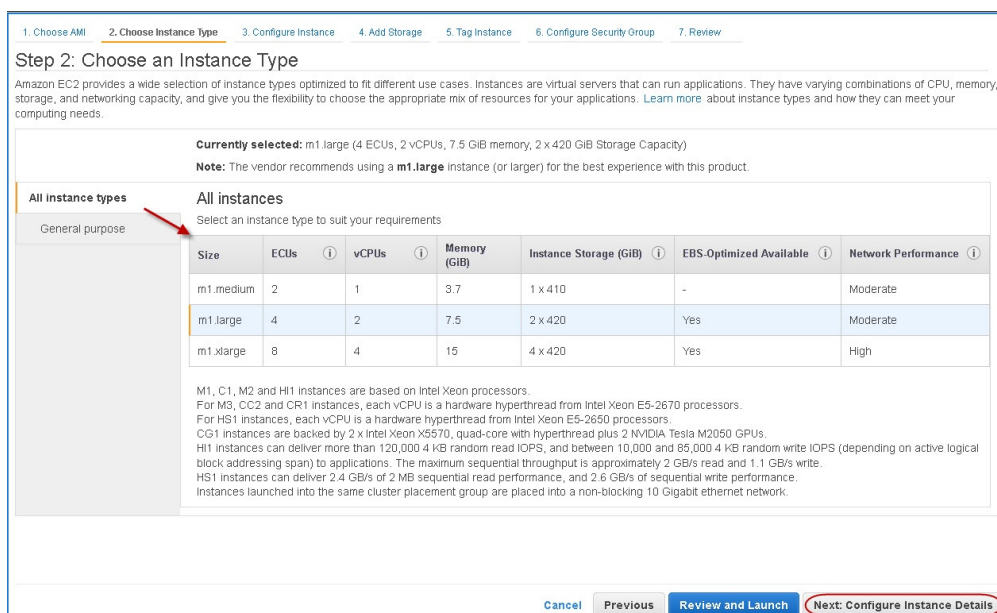 1. Choose AMI 2. Choose Instance Type 3. Configure Instance 4. Add Storage 5. Tag Instance 6. Configure Security Group 7. Review
Step 2: Choose an Instance Type
Amazon EC2 provides a wide selection of instance types optimized to fit different use cases. Instances are virtual servers that can run applications. They have varying combinations of CPU, memory,
storage, and networking capacity, and give you the flexibility to choose the appropriate mix of resources for your applications. Learn more about instance types and how they can meet your
computing needs.
Currently selected: m1.large (4 ECUs, 2 vCPUs, 7.5 GiB memory, 2 x 420 GiB Storage Capacity)
Note: The vendor recommends using a m1.large instance (or larger) for the best experience with this product.
All instance types
General purpose
All instances
Select an instance type to suit your requirements
Size ECUs i vCPUs i Memory (GiB) Instance Storage (GiB) i EBS-Optimized Available i Network Performance i
m1.medium 2 1 3.7 1 x 410 - Moderate
m1.large 4 2 7.5 2 x 420 Yes Moderate
m1.xlarge 8 4 15 4 x 420 Yes High
M1, C1, M2 and HI1 instances are based on Intel Xeon processors.
For M3, CC2 and CR1 instances, each vCPU is a hardware hyperthread from Intel Xeon E5-2670 processors.
For HS1 instances, each vCPU is a hardware hyperthread from Intel Xeon E5-2650 processors.
CG1 instances are backed by 2 x Intel Xeon X5570, quad-core with hyperthread plus 2 NVIDIA Tesla M2050 GPUs.
HI1 instances can deliver more than 120,000 4 KB random read IOPS, and between 10,000 and 85,000 4 KB random write IOPS (depending on active logical
block addressing span) to applications. The maximum sequential throughput is approximately 2 GB/s read and 1.1 GB/s write.
HS1 instances can deliver 2.4 GB/s of 2 MB sequential read performance, and 2.6 GB/s of sequential write performance.
Instances launched into the same cluster placement group are placed into a non-blocking 10 Gigabit ethernet network.
Cancel Previous Review and Launch Next: Configure Instance Details